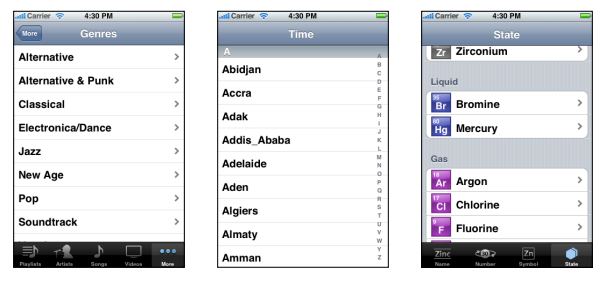 Carrier 4:30 PM
More Genres
Alternative
Alternative & Punk
Classical
Electronica/Dance
Jazz
New Age
Pop
Soundtrack
Playlists Artists Songs Videos More
Carrier 4:30 PM
Time
A
Abidjan
Accra
Adak
Addis_Ababa
Adelaide
Aden
Algiers
Almaty
Amman
A
B
C
D
E
F
G
H
I
J
K
L
M
N
O
P
Q
R
S
T
U
V
W
Y
Z
Carrier 4:30 PM
State
Zr Zirconium
Liquid
35
Br Bromine
80
Hg Mercury
Gas
18
Ar Argon
17
Cl Chlorine
9
F Fluorine
Zinc 30 Zn
Name Number Symbol State